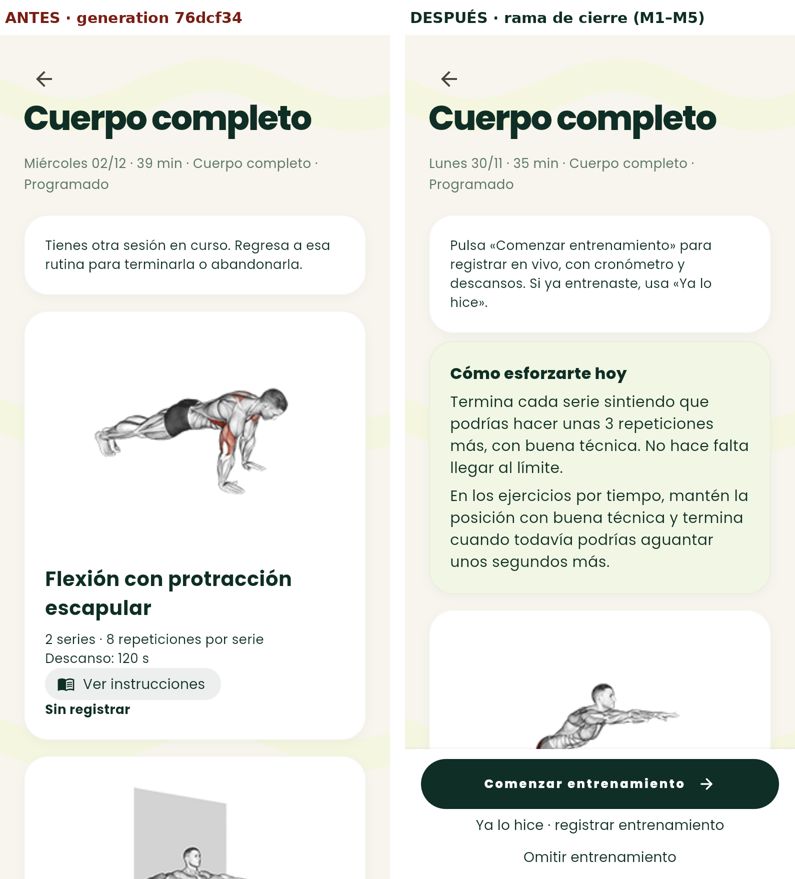 ANTES · generation 76dcf34
Cuerpo completo
Miércoles 02/12 · 39 min · Cuerpo completo ·
Programado
Tienes otra sesión en curso. Regresa a esa
rutina para terminarla o abandonarla.
Flexión con protracción
escapular
2 series · 8 repeticiones por serie
Descanso: 120 s
Ver instrucciones
Sin registrar
DESPUÉS · rama de cierre (M1–M5)
Cuerpo completo
Lunes 30/11 · 35 min · Cuerpo completo ·
Programado
Pulsa «Comenzar entrenamiento» para
registrar en vivo, con cronómetro y
descansos. Si ya entrenaste, usa «Ya lo
hice».
Cómo esforzarte hoy
Termina cada serie sintiendo que
podrías hacer unas 3 repeticiones
más, con buena técnica. No hace falta
llegar al límite.
En los ejercicios por tiempo, mantén la
posición con buena técnica y termina
cuando todavía podrías aguantar
unos segundos más.
Comenzar entrenamiento
Ya lo hice · registrar entrenamiento
Omitir entrenamiento